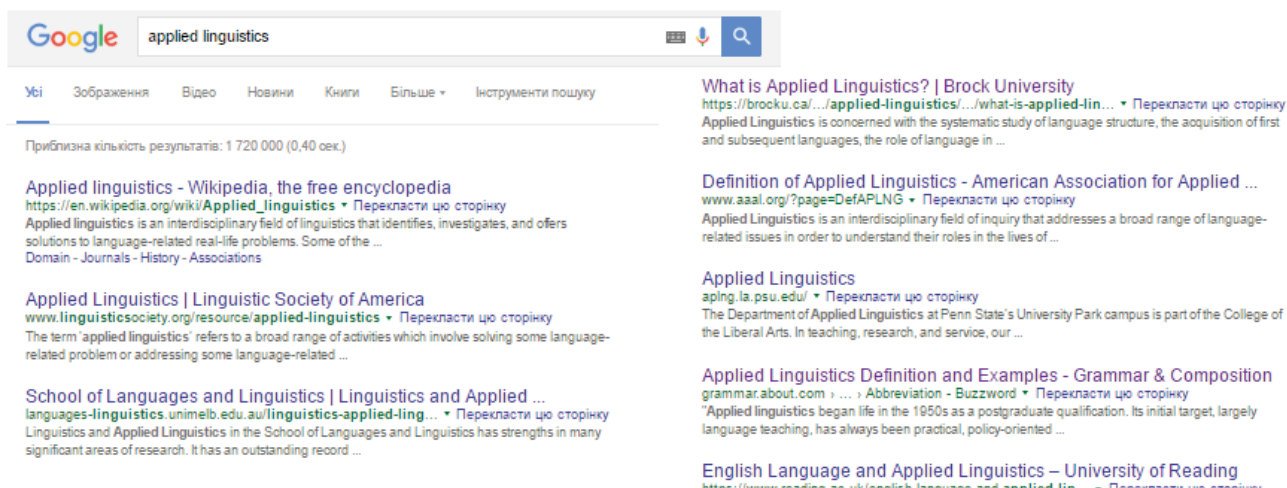 Google applied linguistics
Усі Зображення Відео Новини Книги Більше Інструменти пошуку
Приблизна кількість результатів: 1 720 000 (0,40 сек.)
Applied linguistics - Wikipedia, the free encyclopedia
https://en.wikipedia.org/wiki/Applied_linguistics Перекласти цю сторінку
Applied linguistics is an interdisciplinary field of linguistics that identifies, investigates, and offers
solutions to language-related real-life problems. Some of the ...
Domain - Journals - History - Associations
Applied Linguistics | Linguistic Society of America
www.linguisticsociety.org/resource/applied-linguistics Перекласти цю сторінку
The term 'applied linguistics' refers to a broad range of activities which involve solving some language-
related problem or addressing some language-related ...
School of Languages and Linguistics | Linguistics and Applied ...
languages-linguistics.unimelb.edu.au/linguistics-applied-ling... Перекласти цю сторінку
Linguistics and Applied Linguistics in the School of Languages and Linguistics has strengths in many
significant areas of research. It has an outstanding record ...
What is Applied Linguistics? | Brock University
https://brocku.ca/.../applied-linguistics/.../what-is-applied-lin... Перекласти цю сторінку
Applied Linguistics is concerned with the systematic study of language structure, the acquisition of first
and subsequent languages, the role of language in ...
Definition of Applied Linguistics - American Association for Applied ...
www.aaal.org/?page=DefAPLNG Перекласти цю сторінку
Applied Linguistics is an interdisciplinary field of inquiry that addresses a broad range of language-
related issues in order to understand their roles in the lives of ...
Applied Linguistics
aplng.la.psu.edu/ Перекласти цю сторінку
The Department of Applied Linguistics at Penn State's University Park campus is part of the College of
the Liberal Arts. In teaching, research, and service, our ...
Applied Linguistics Definition and Examples - Grammar & Composition
grammar.about.com › ... › Abbreviation - Buzzword Перекласти цю сторінку
"Applied linguistics began life in the 1950s as a postgraduate qualification. Its initial target, largely
language teaching, has always been practical, policy-oriented ...
English Language and Applied Linguistics – University of Reading